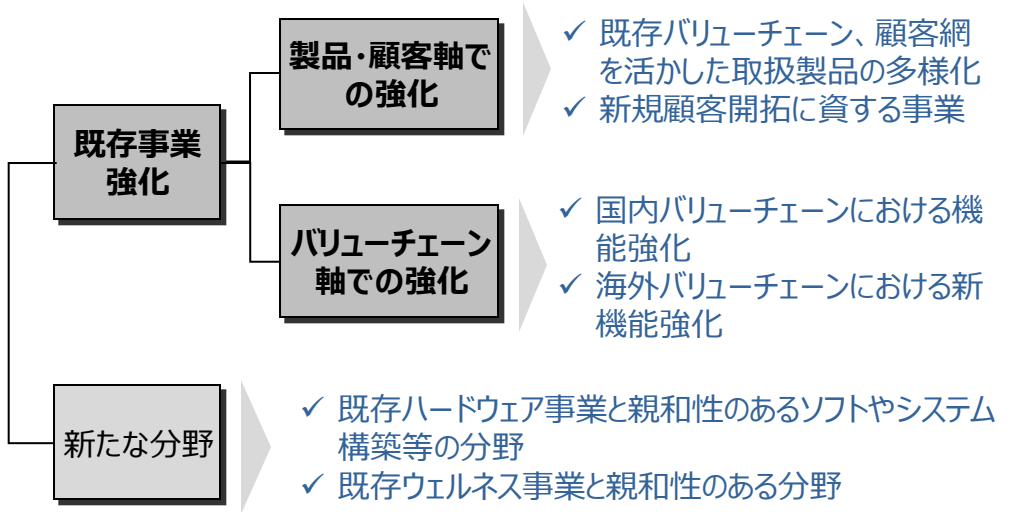 製品・顧客軸で
の強化
✓ 既存バリューチェーン、顧客網
を活かした取扱製品の多様化
✓ 新規顧客開拓に資する事業
既存事業
強化
バリューチェーン
軸での強化
✓ 国内バリューチェーンにおける機
能強化
✓ 海外バリューチェーンにおける新
機能強化
新たな分野
✓ 既存ハードウェア事業と親和性のあるソフトやシステム
構築等の分野
✓ 既存ウェルネス事業と親和性のある分野